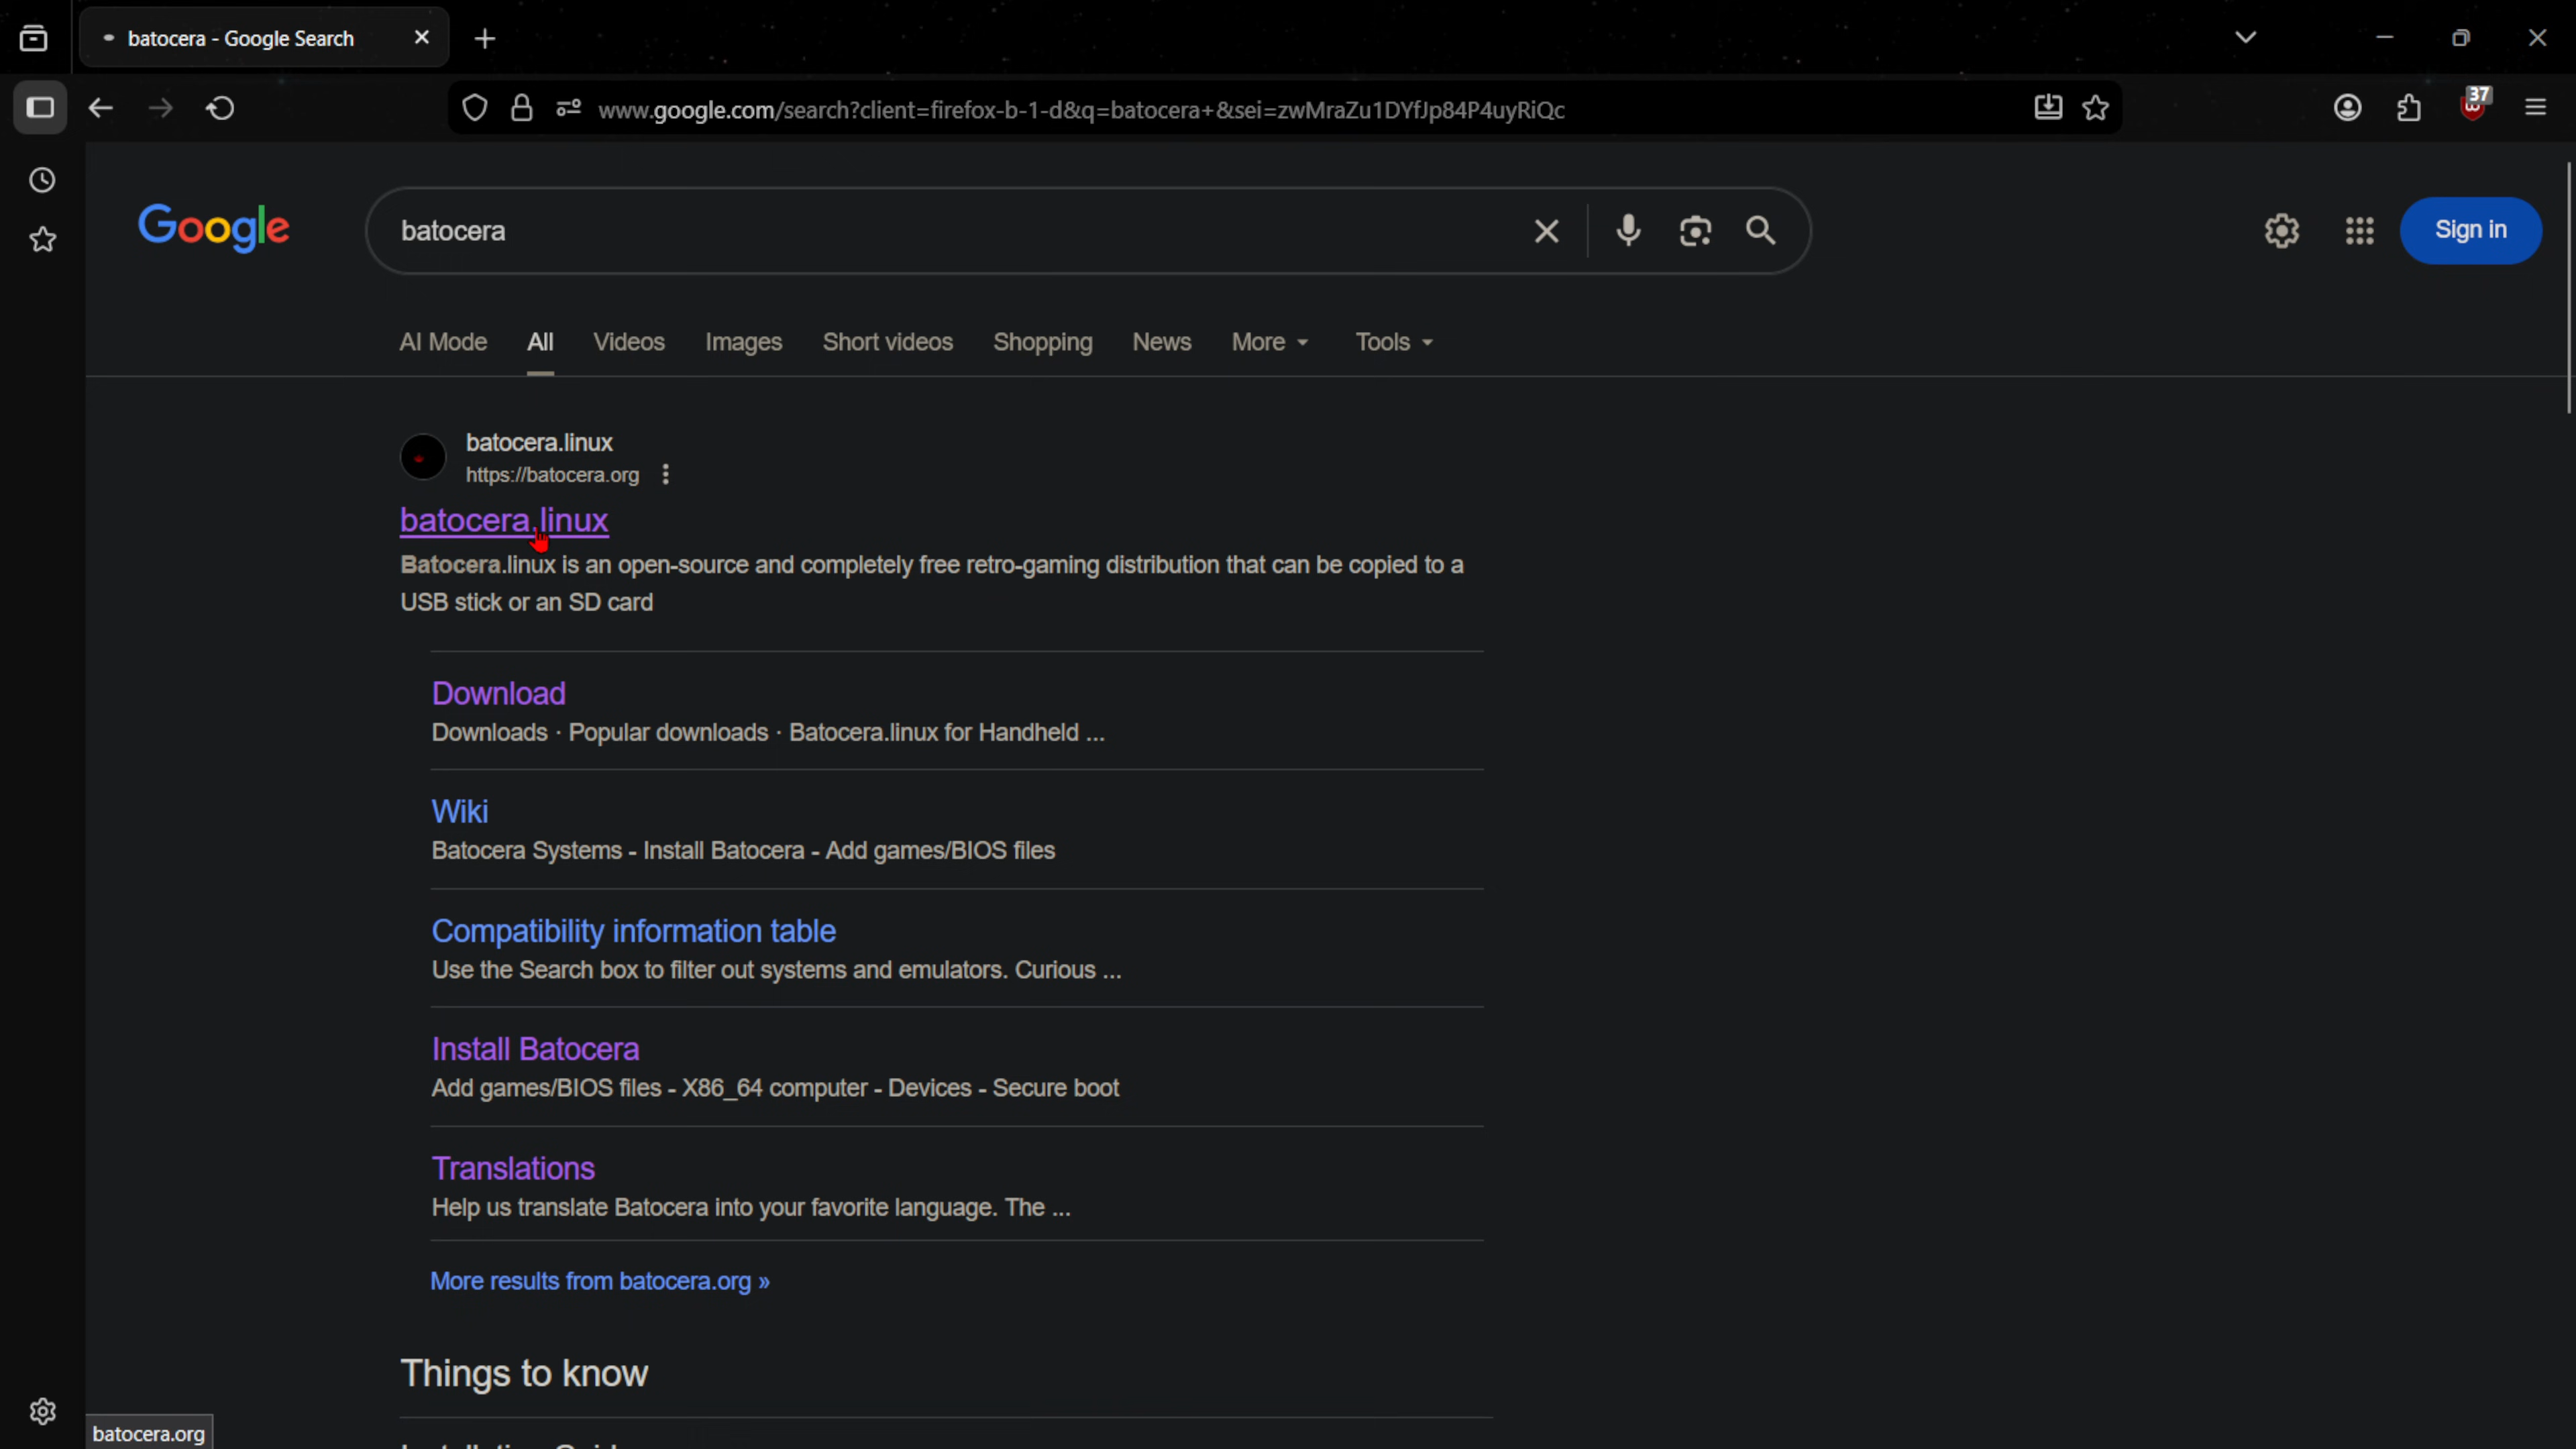 batocera - Google Search
www.google.com/search?client=firefox-b-1-d&q=batocera+&sei=zwMraZu1DYfJp84P4uyRiQc
37
Google
batocera
Sign in
AI Mode
All
Videos
Images
Short videos
Shopping
News
More
Tools
batocera.linux
https://batocera.org
batocera.linux
Batocera.linux is an open-source and completely free retro-gaming distribution that can be copied to a
USB stick or an SD card
Download
Downloads · Popular downloads · Batocera.linux for Handheld ...
Wiki
Batocera Systems - Install Batocera - Add games/BIOS files
Compatibility information table
Use the Search box to filter out systems and emulators. Curious ...
Install Batocera
Add games/BIOS files - X86_64 computer - Devices - Secure boot
Translations
Help us translate Batocera into your favorite language. The ...
More results from batocera.org »
Things to know
batocera.org